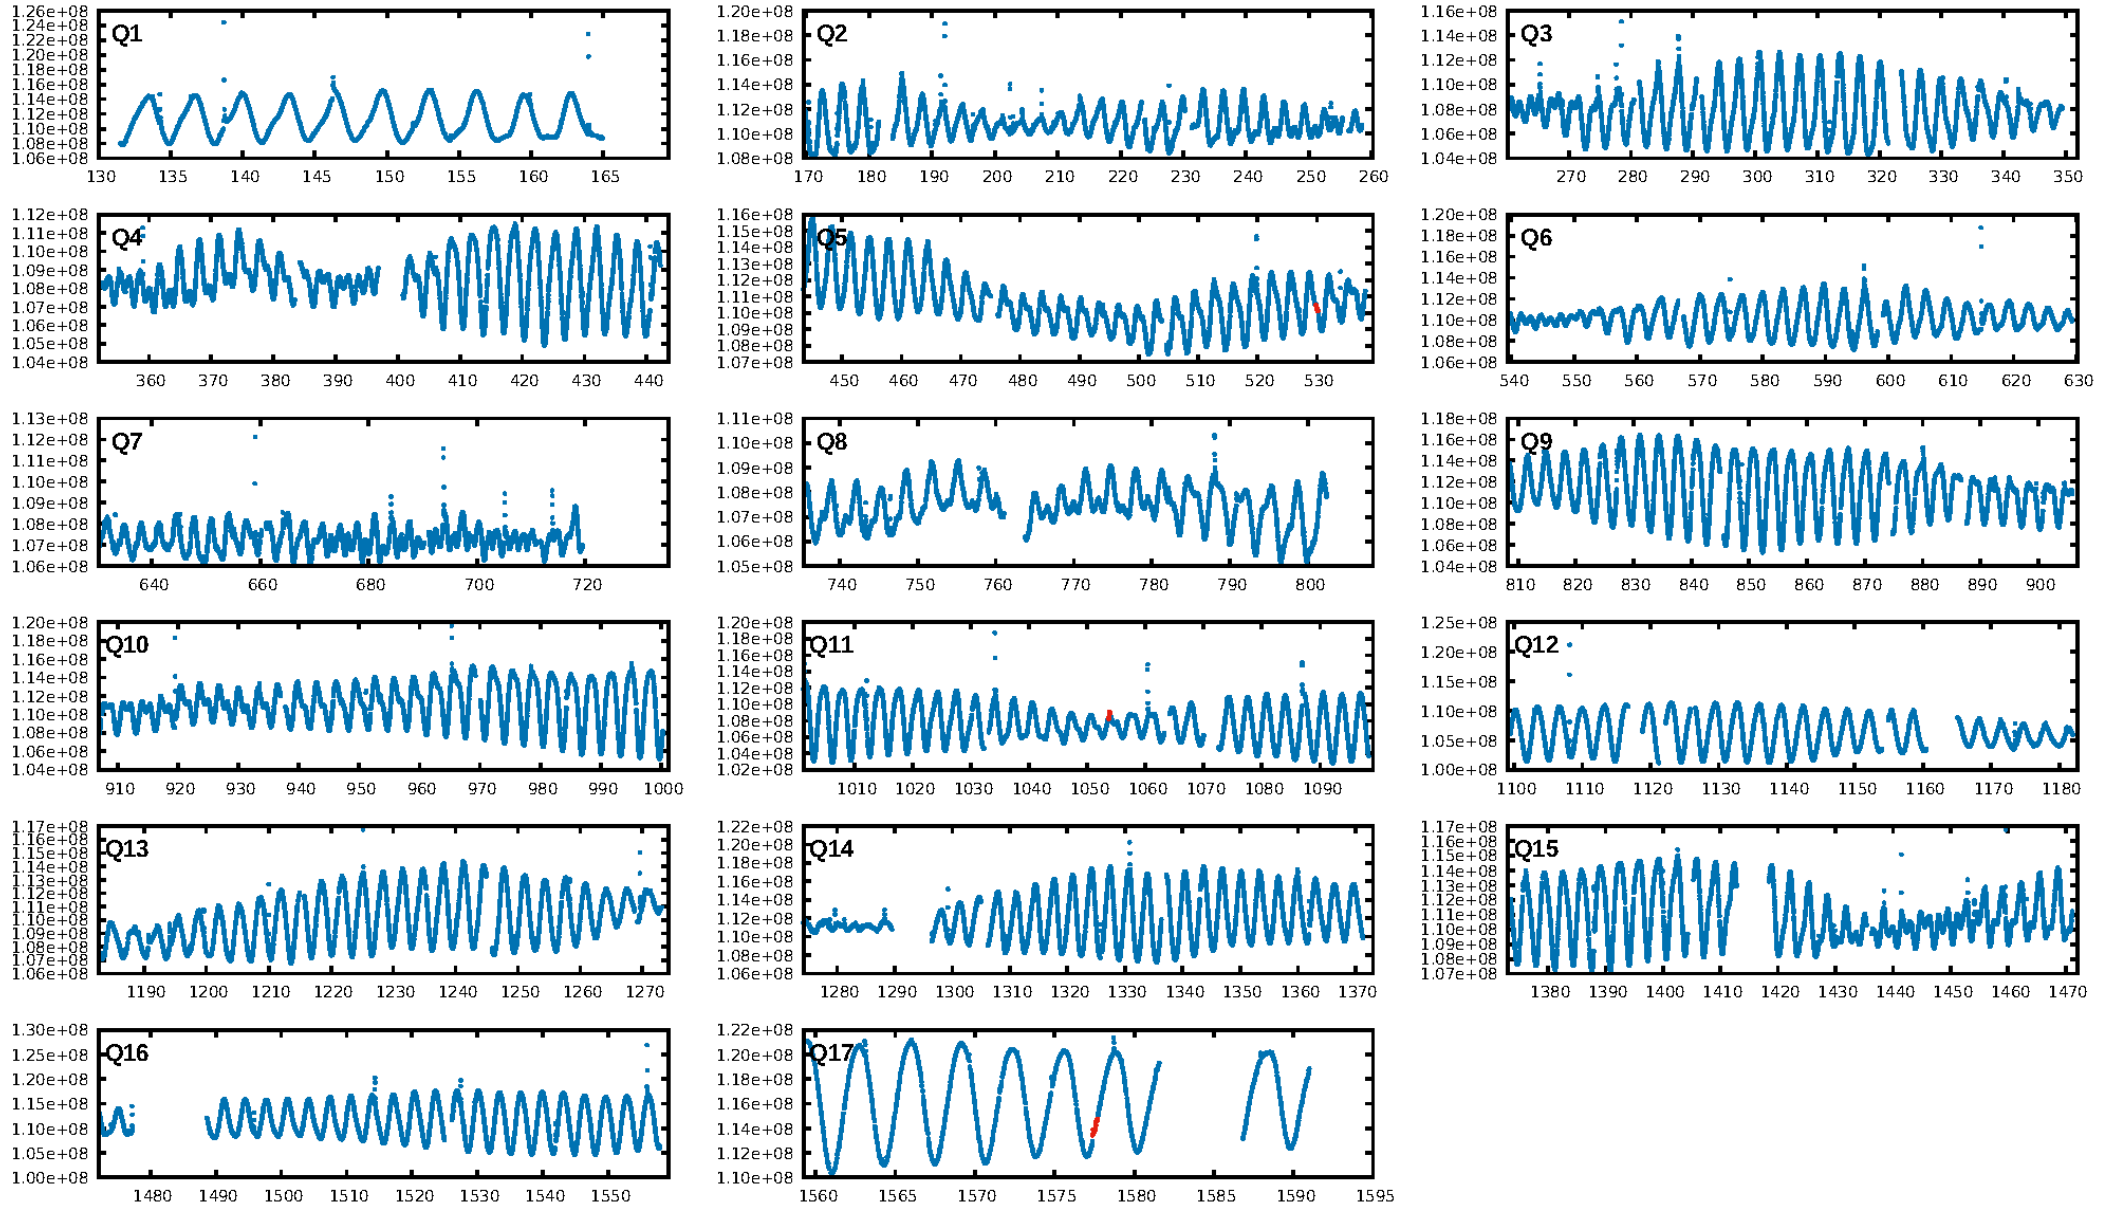 1.26e+08
1.24e+08
1.22e+08
1.20e+08
1.18e+08
1.16e+08
1.14e+08
1.12e+08
1.10e+08
1.08e+08
1.06e+08
Q1
130 135 140 145 150 155 160 165
1.20e+08
1.18e+08
1.16e+08
1.14e+08
1.12e+08
1.10e+08
1.08e+08
Q2
170 180 190 200 210 220 230 240 250 260
1.16e+08
1.14e+08
1.12e+08
1.10e+08
1.08e+08
1.06e+08
1.04e+08
Q3
270 280 290 300 310 320 330 340 350
1.12e+08
1.11e+08
1.10e+08
1.09e+08
1.08e+08
1.07e+08
1.06e+08
1.05e+08
1.04e+08
Q4
360 370 380 390 400 410 420 430 440
1.16e+08
1.15e+08
1.14e+08
1.13e+08
1.12e+08
1.11e+08
1.10e+08
1.09e+08
1.08e+08
1.07e+08
Q5
450 460 470 480 490 500 510 520 530
1.20e+08
1.18e+08
1.16e+08
1.14e+08
1.12e+08
1.10e+08
1.08e+08
1.06e+08
Q6
540 550 560 570 580 590 600 610 620 630
1.13e+08
1.12e+08
1.11e+08
1.10e+08
1.09e+08
1.08e+08
1.07e+08
1.06e+08
Q7
640 660 680 700 720
1.11e+08
1.10e+08
1.09e+08
1.08e+08
1.07e+08
1.06e+08
1.05e+08
Q8
740 750 760 770 780 790 800
1.18e+08
1.16e+08
1.14e+08
1.12e+08
1.10e+08
1.08e+08
1.06e+08
1.04e+08
Q9
810 820 830 840 850 860 870 880 890 900
1.20e+08
1.18e+08
1.16e+08
1.14e+08
1.12e+08
1.10e+08
1.08e+08
1.06e+08
1.04e+08
Q10
910 920 930 940 950 960 970 980 990 1000
1.20e+08
1.18e+08
1.16e+08
1.14e+08
1.12e+08
1.10e+08
1.08e+08
1.06e+08
1.04e+08
1.02e+08
Q11
1010 1020 1030 1040 1050 1060 1070 1080 1090
1.25e+08
1.20e+08
1.15e+08
1.10e+08
1.05e+08
1.00e+08
Q12
1100 1110 1120 1130 1140 1150 1160 1170 1180
1.17e+08
1.16e+08
1.15e+08
1.14e+08
1.13e+08
1.12e+08
1.11e+08
1.10e+08
1.09e+08
1.08e+08
1.07e+08
1.06e+08
Q13
1190 1200 1210 1220 1230 1240 1250 1260 1270
1.22e+08
1.20e+08
1.18e+08
1.16e+08
1.14e+08
1.12e+08
1.10e+08
1.08e+08
1.06e+08
Q14
1280 1290 1300 1310 1320 1330 1340 1350 1360 1370
1.17e+08
1.16e+08
1.15e+08
1.14e+08
1.13e+08
1.12e+08
1.11e+08
1.10e+08
1.09e+08
1.08e+08
1.07e+08
Q15
1380 1390 1400 1410 1420 1430 1440 1450 1460 1470
1.30e+08
1.25e+08
1.20e+08
1.15e+08
1.10e+08
1.05e+08
1.00e+08
Q16
1480 1490 1500 1510 1520 1530 1540 1550
1.22e+08
1.20e+08
1.18e+08
1.16e+08
1.14e+08
1.12e+08
1.10e+08
Q17
1560 1565 1570 1575 1580 1585 1590 1595